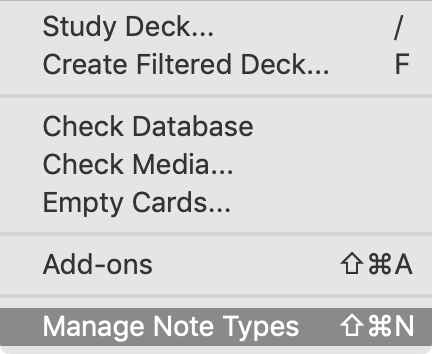 Study Deck... /
Create Filtered Deck... F
Check Database
Check Media...
Empty Cards...
Add-ons ⇧⌘A
Manage Note Types ⇧⌘N